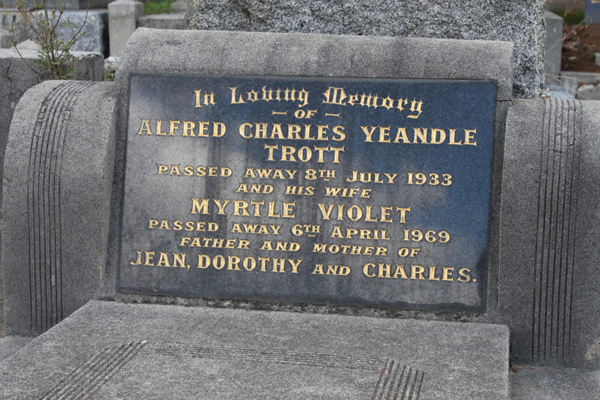 In Loving Memory
— OF —
ALFRED CHARLES YEANDLE
TROTT
PASSED AWAY 8TH JULY 1933
AND HIS WIFE
MYRTLE VIOLET
PASSED AWAY 6TH APRIL 1969
FATHER AND MOTHER OF
JEAN, DOROTHY AND CHARLES.